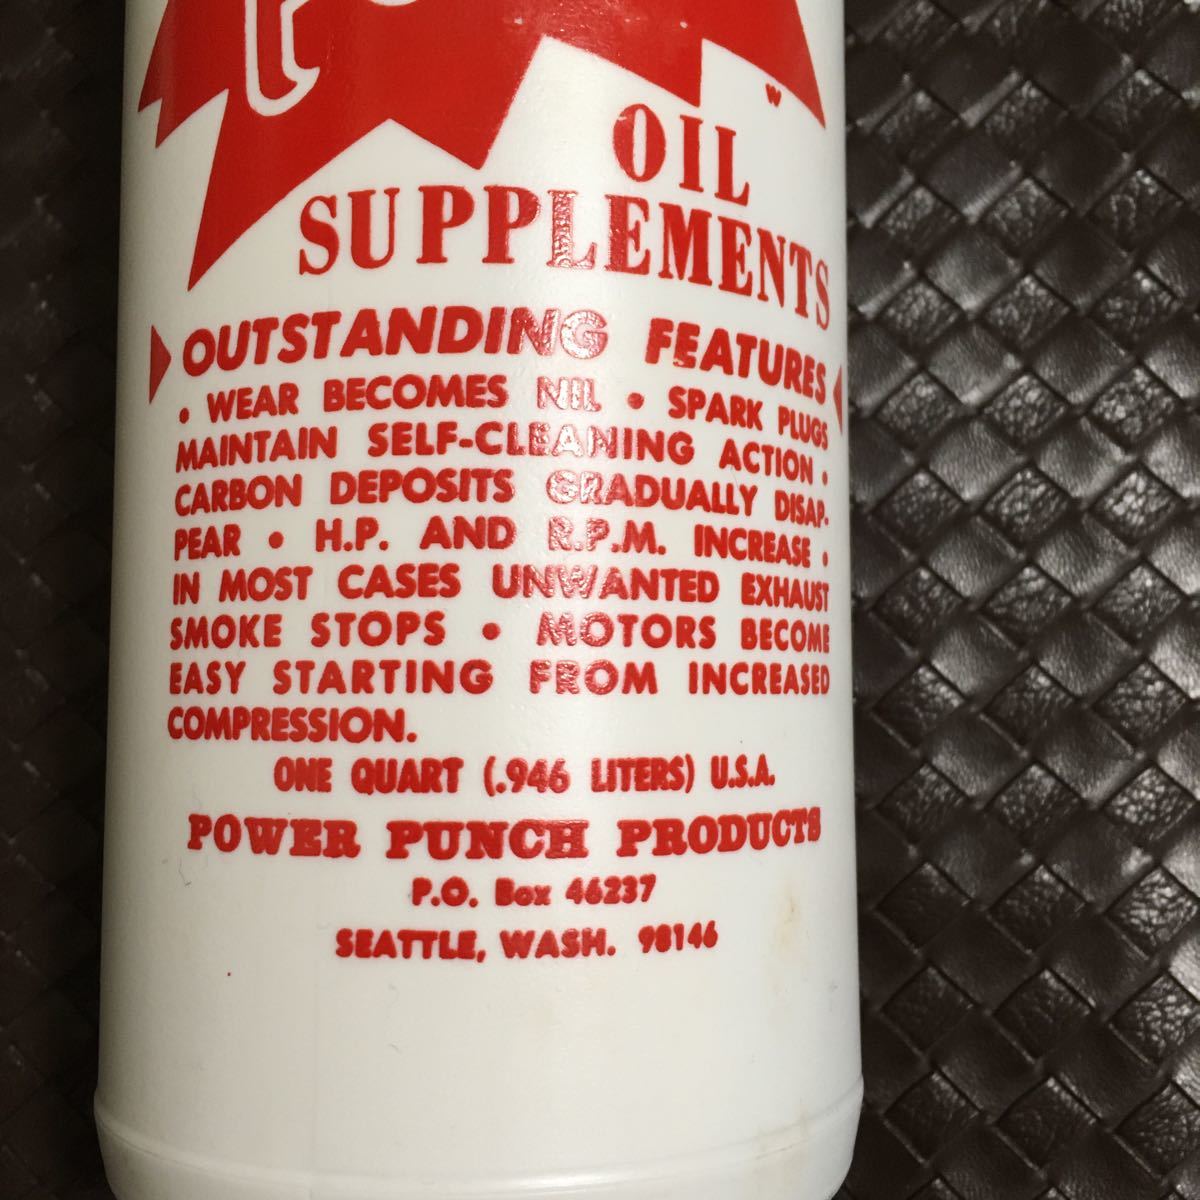 OIL
SUPPLEMENTS
OUTSTANDING FEATURES
• WEAR BECOMES NIL • SPARK PLUGS
MAINTAIN SELF-CLEANING ACTION •
CARBON DEPOSITS GRADUALLY DISAP-
PEAR • H.P. AND R.P.M. INCREASE •
IN MOST CASES UNWANTED EXHAUST
SMOKE STOPS • MOTORS BECOME
EASY STARTING FROM INCREASED
COMPRESSION.
ONE QUART (.946 LITERS) U.S.A.
POWER PUNCH PRODUCTS
P.O. Box 46237
SEATTLE, WASH. 98146